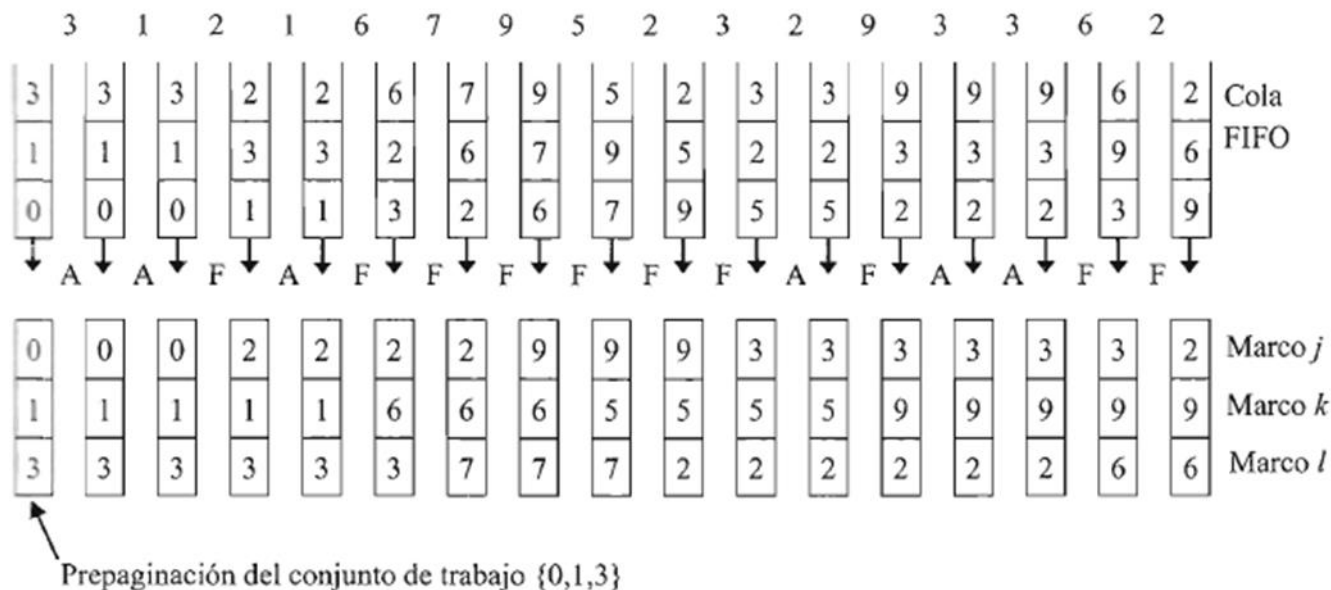 3 1 2 1 6 7 9 5 2 3 2 9 3 3 6 2
3 3 3 2 2 6 7 9 5 2 3 3 9 9 9 6 2 Cola
1 1 1 3 3 2 6 7 9 5 2 2 3 3 3 9 6 FIFO
0 0 0 1 1 3 2 6 7 9 5 5 2 2 2 3 9
A A F A F F F F F F A F A A F F
0 0 0 2 2 2 2 9 9 9 3 3 3 3 3 3 2 Marco j
1 1 1 1 1 6 6 6 5 5 5 5 9 9 9 9 9 Marco k
3 3 3 3 3 3 7 7 7 2 2 2 2 2 2 6 6 Marco l
Prepaginación del conjunto de trabajo {0,1,3}